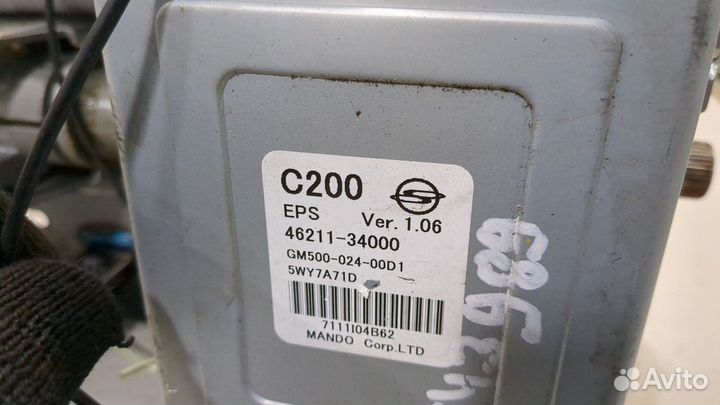 C200
EPS Ver. 1.06
46211-34000
GM500-024-00D1
5WY7A71D
7111I04B62
MANDO Corp.LTD
Avito